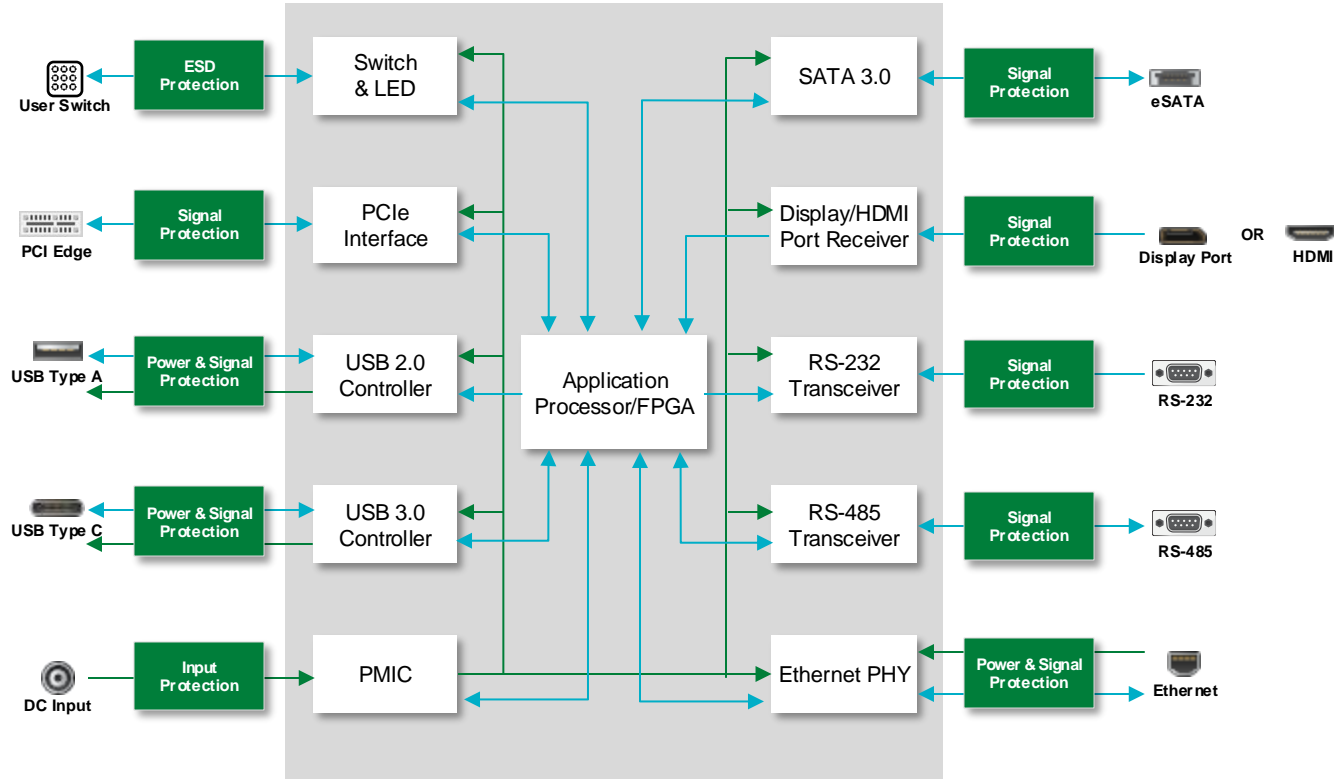 User Switch
ESD
Protection
Switch
& LED
SATA 3.0
Signal
Protection
eSATA
PCI Edge
Signal
Protection
PCIe
Interface
Display/HDMI
Port Receiver
Signal
Protection
Display Port
OR
HDMI
USB Type A
Power & Signal
Protection
USB 2.0
Controller
Application
Processor/FPGA
RS-232
Transceiver
Signal
Protection
RS-232
USB Type C
Power & Signal
Protection
USB 3.0
Controller
RS-485
Transceiver
Signal
Protection
RS-485
DC Input
Input
Protection
PMIC
Ethernet PHY
Power & Signal
Protection
Ethernet